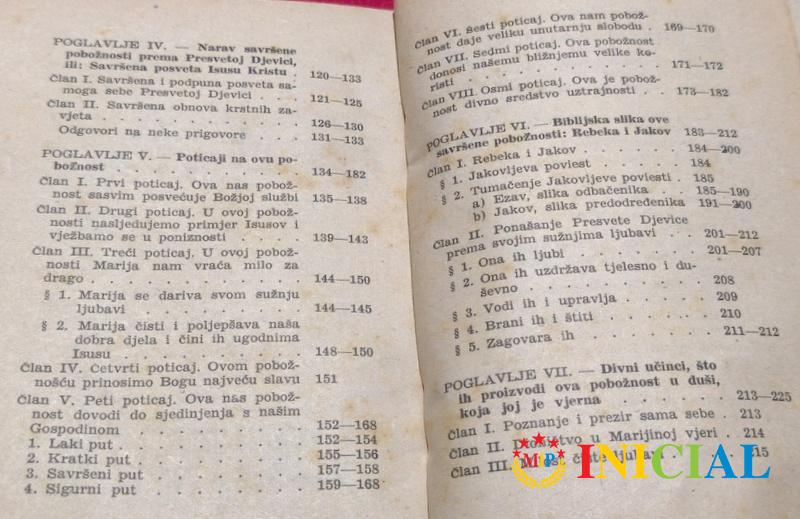 POGLAVLJE IV. — Narav savršene
pobožnosti prema Presvetoj Djevici,
ili: Savršena posveta Isusu Kristu . 120—133
Član I. Savršena i podpuna posveta sa-
moga sebe Presvetoj Djevici . . . . 121—125
Član II. Savršena obnova krstnih za-
vjeta . . . . . . . . . 126—130
Odgovori na neke prigovore . . . . 131—133
POGLAVLJE V. — Poticaji na ovu po-
božnost . . . . . . . . . 134—182
Član I. Prvi poticaj. Ova nas pobož-
nost sasvim posvećuje Božjoj službi 135—138
Član II. Drugi poticaj. U ovoj pobož-
nosti nasljedujemo primjer Isusov i
vježbamo se u poniznosti . . . . 139—143
Član III. Treći poticaj. U ovoj pobož-
nosti Marija nam vraća milo za
drago . . . . . . . . . 144—150
§ 1. Marija se dariva svom sužnju
ljubavi . . . . . . . 144—145
§ 2. Marija čisti i poljepšava naša
dobra djela i čini ih ugodnima
Isusu . . . . . . . . 148—150
Član IV. Četvrti poticaj. Ovom pobož-
nošću prinosimo Bogu najveću slavu 151
Član V. Peti poticaj. Ova nas pobož-
nost dovodi do sjedinjenja s našim
Gospodinom . . . . . . . 152—168
1. Laki put . . . . . . . . 152—154
2. Kratki put . . . . . . . 155—156
3. Savršeni put . . . . . . 157—158
4. Sigurni put . . . . . . . 159—168
Član VI. Šesti poticaj. Ova nam pobož-
nost daje veliku unutarnju slobodu . 169—170
Član VII. Sedmi poticaj. Ova pobožnost
donosi našemu bližnjemu velike ko-
risti . . . . . . . . . 171—172
Član VIII. Osmi poticaj. Ova je pobož-
nost divno sredstvo uztrajnosti . . 173—182
POGLAVLJE VI. — Biblijska slika ove
savršene pobožnosti: Rebeka i Jakov 183—212
Član I. Rebeka i Jakov . . . . . 184—200
§ 1. Jakovljeva poviest . . . . 184
§ 2. Tumačenje Jakovljeve poviesti . 185
a) Ezav, slika odbačenika . . 185—190
b) Jakov, slika predodređenika 191—200
Član II. Ponašanje Presvete Djevice
prema svojim sužnjima ljubavi . . 201—212
§ 1. Ona ih ljubi . . . . . 201—207
§ 2. Ona ih uzdržava tjelesno i du-
ševno . . . . . . . . 208
§ 3. Vodi ih i upravlja . . . . 209
§ 4. Brani ih i štiti . . . . . 210
§ 5. Zagovara ih . . . . . . 211—212
POGLAVLJE VII. — Divni učinci, što
ih proizvodi ova pobožnost u duši,
koja joj je vjerna . . . . . . 213—225
Član I. Poznanje i prezir sama sebe . 213
Član II. u Marijinoj vjeri . 214
Član III. čiste ljubavi . . . 215
MP INICIAL